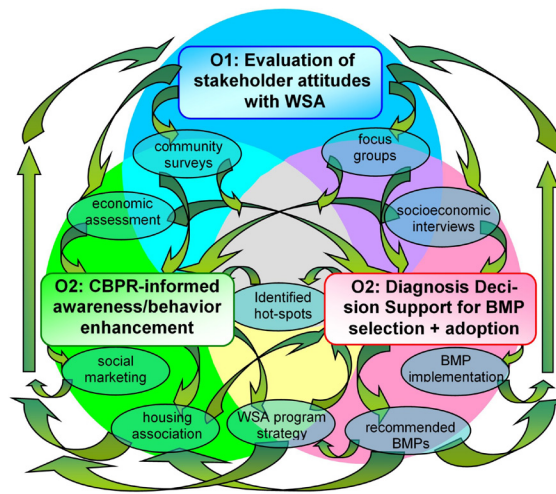 O1: Evaluation of
stakeholder attitudes
with WSA
community
surveys
focus
groups
economic
assessment
socioeconomic
interviews
O2: CBPR-informed
awareness/behavior
enhancement
Identified
hot-spots
O2: Diagnosis Deci-
sion Support for BMP
selection + adoption
social
marketing
BMP
implementation
housing
association
WSA program
strategy
recommended
BMPs